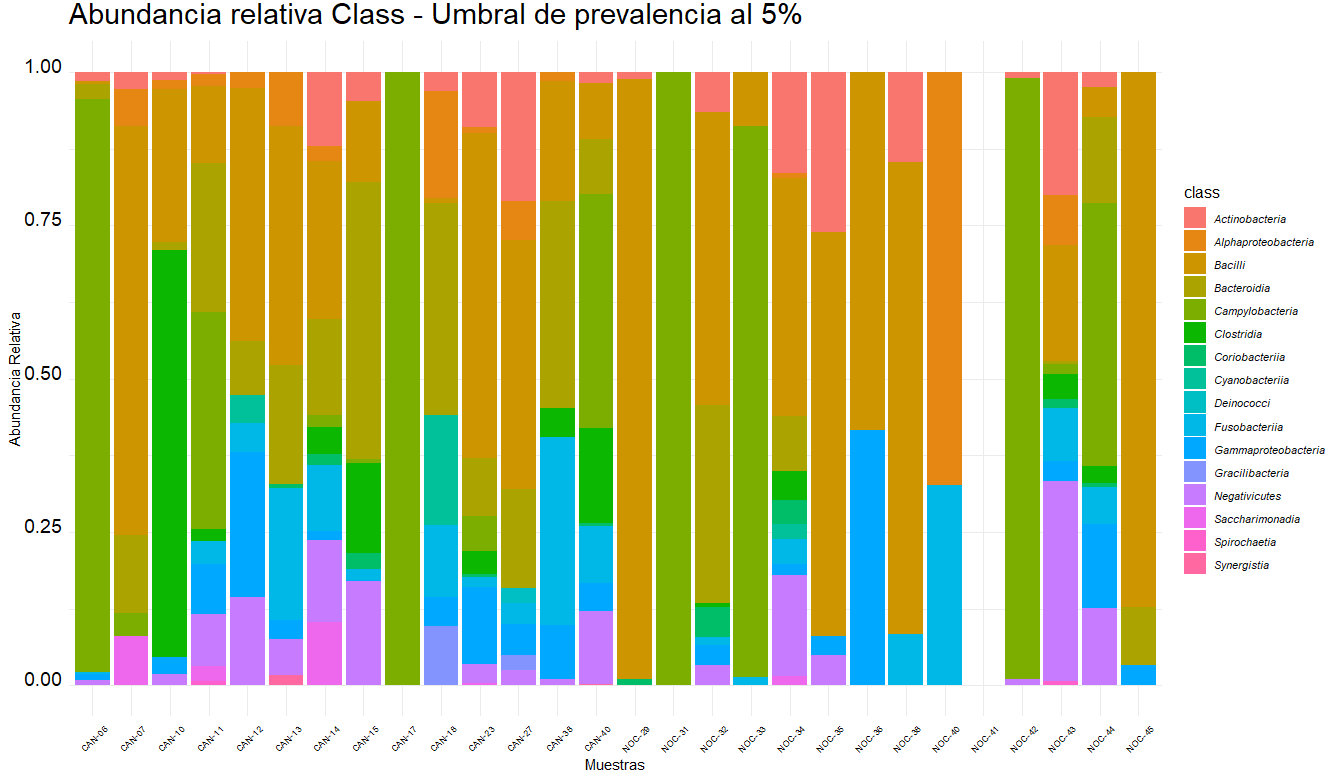 Abundancia relativa Class - Umbral de prevalencia al 5%
1.00
0.75
0.50
0.25
0.00
Abundancia Relativa
CAN-06
CAN-07
CAN-10
CAN-11
CAN-12
CAN-13
CAN-14
CAN-15
CAN-17
CAN-18
CAN-23
CAN-27
CAN-38
CAN-40
NOC-29
NOC-31
NOC-32
NOC-33
NOC-34
NOC-35
NOC-36
NOC-38
NOC-40
NOC-41
NOC-42
NOC-43
NOC-44
NOC-45
Muestras
class
Actinobacteria
Alphaproteobacteria
Bacilli
Bacteroidia
Campylobacteria
Clostridia
Coriobacteriia
Cyanobacteriia
Deinococci
Fusobacteriia
Gammaproteobacteria
Gracilibacteria
Negativicutes
Saccharimonadia
Spirochaetia
Synergistia